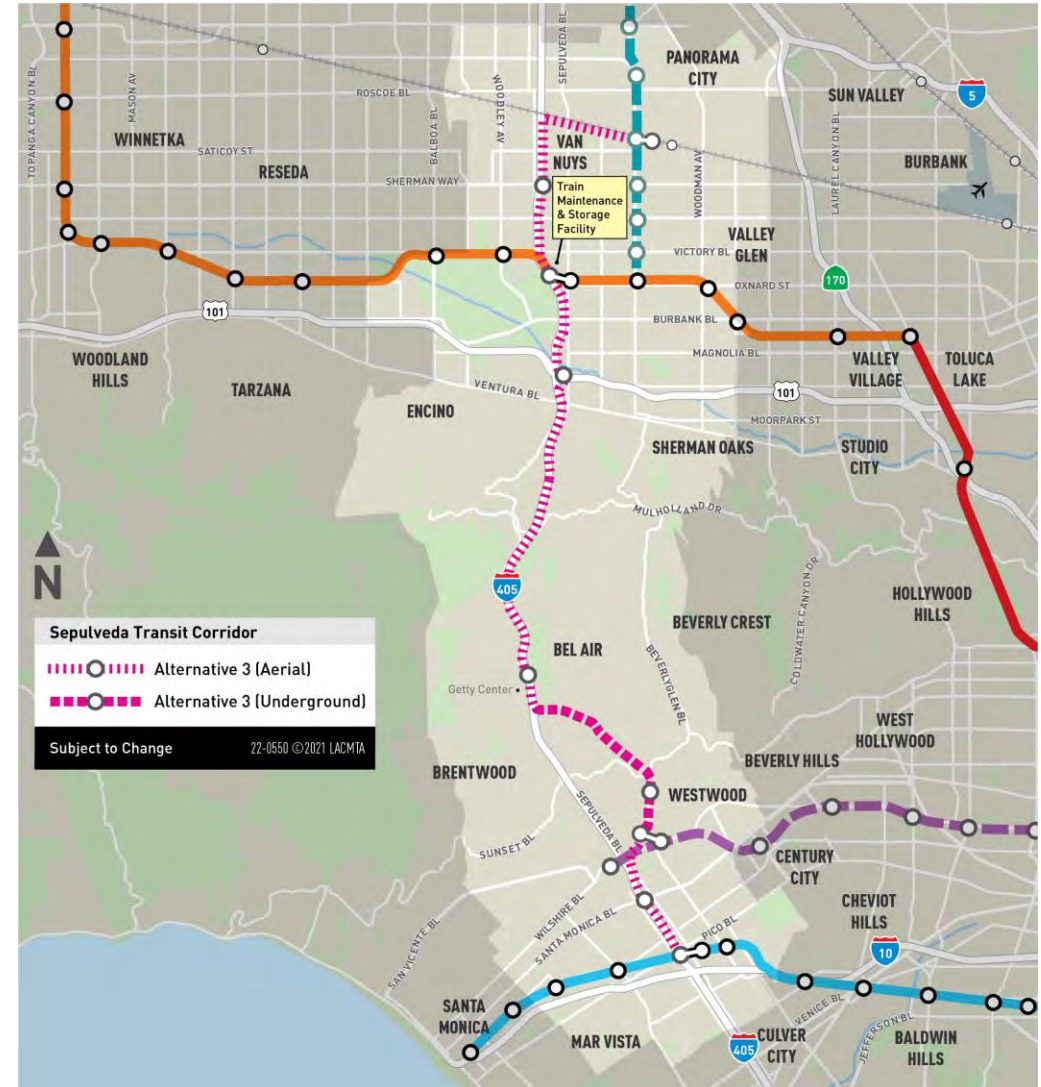 SEPULVEDA BL
PANORAMA
CITY
SUN VALLEY
5
TOPANGA CANYON BL
MASON AV
WOODLEY AV
ROSCOE BL
BALBOA BL
LAUREL CANYON BL
WINNETKA
VAN
NUYS
BURBANK
SATICOY ST
RESEDA
SHERMAN WAY
WOODMAN AV
Train
Maintenance
& Storage
Facility
VICTORY BL
VALLEY
GLEN
OXNARD ST
170
101
BURBANK BL
MAGNOLIA BL
WOODLAND
HILLS
VALLEY
VILLAGE
TOLUCA
LAKE
TARZANA
VENTURA BL
101
ENCINO
MOORPARK ST
SHERMAN OAKS
STUDIO
CITY
MULHOLLAND DR
N
405
COLDWATER CANYON DR
HOLLYWOOD
HILLS
Sepulveda Transit Corridor
BEVERLY CREST
Alternative 3 (Aerial)
BEL AIR
BEVERLYGLEN BL
Getty Center
Alternative 3 (Underground)
WEST
HOLLYWOOD
Subject to Change
22-0550 ©2021 LACMTA
BEVERLY HILLS
BRENTWOOD
WESTWOOD
SEPULVEDA BL
SUNSET BL
CENTURY
CITY
CHEVIOT
HILLS
WILSHIRE BL
SANTA MONICA BL
PICO BL
SAN VICENTE BL
10
SANTA
MONICA
VENICE BL
JEFFERSON BL
MAR VISTA
405
CULVER
CITY
BALDWIN
HILLS